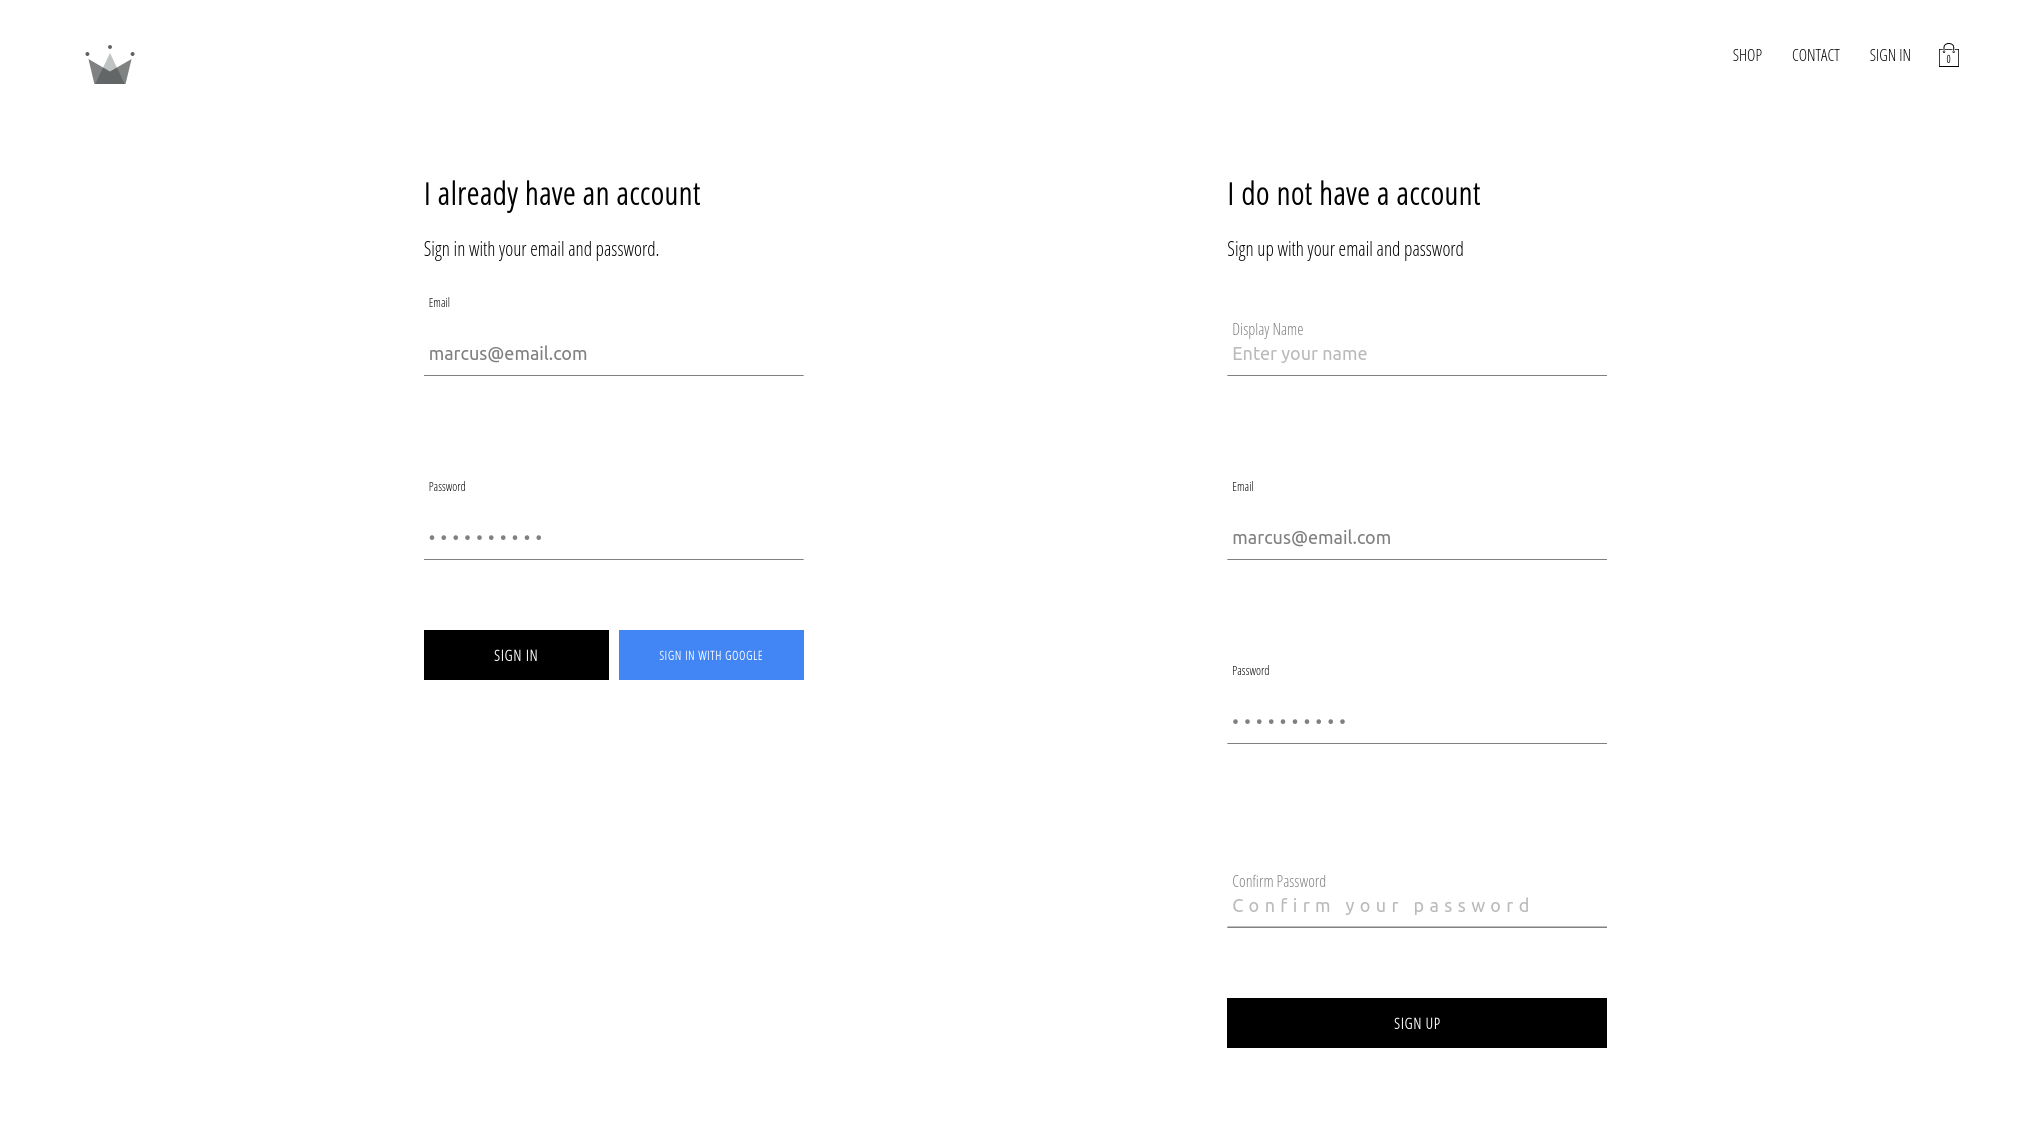 SHOP CONTACT SIGN IN 0
I already have an account
Sign in with your email and password.
Email
marcus@email.com
Password
••••••••••
SIGN IN
SIGN IN WITH GOOGLE
I do not have a account
Sign up with your email and password
Display Name
Enter your name
Email
marcus@email.com
Password
••••••••••
Confirm Password
Confirm your password
SIGN UP